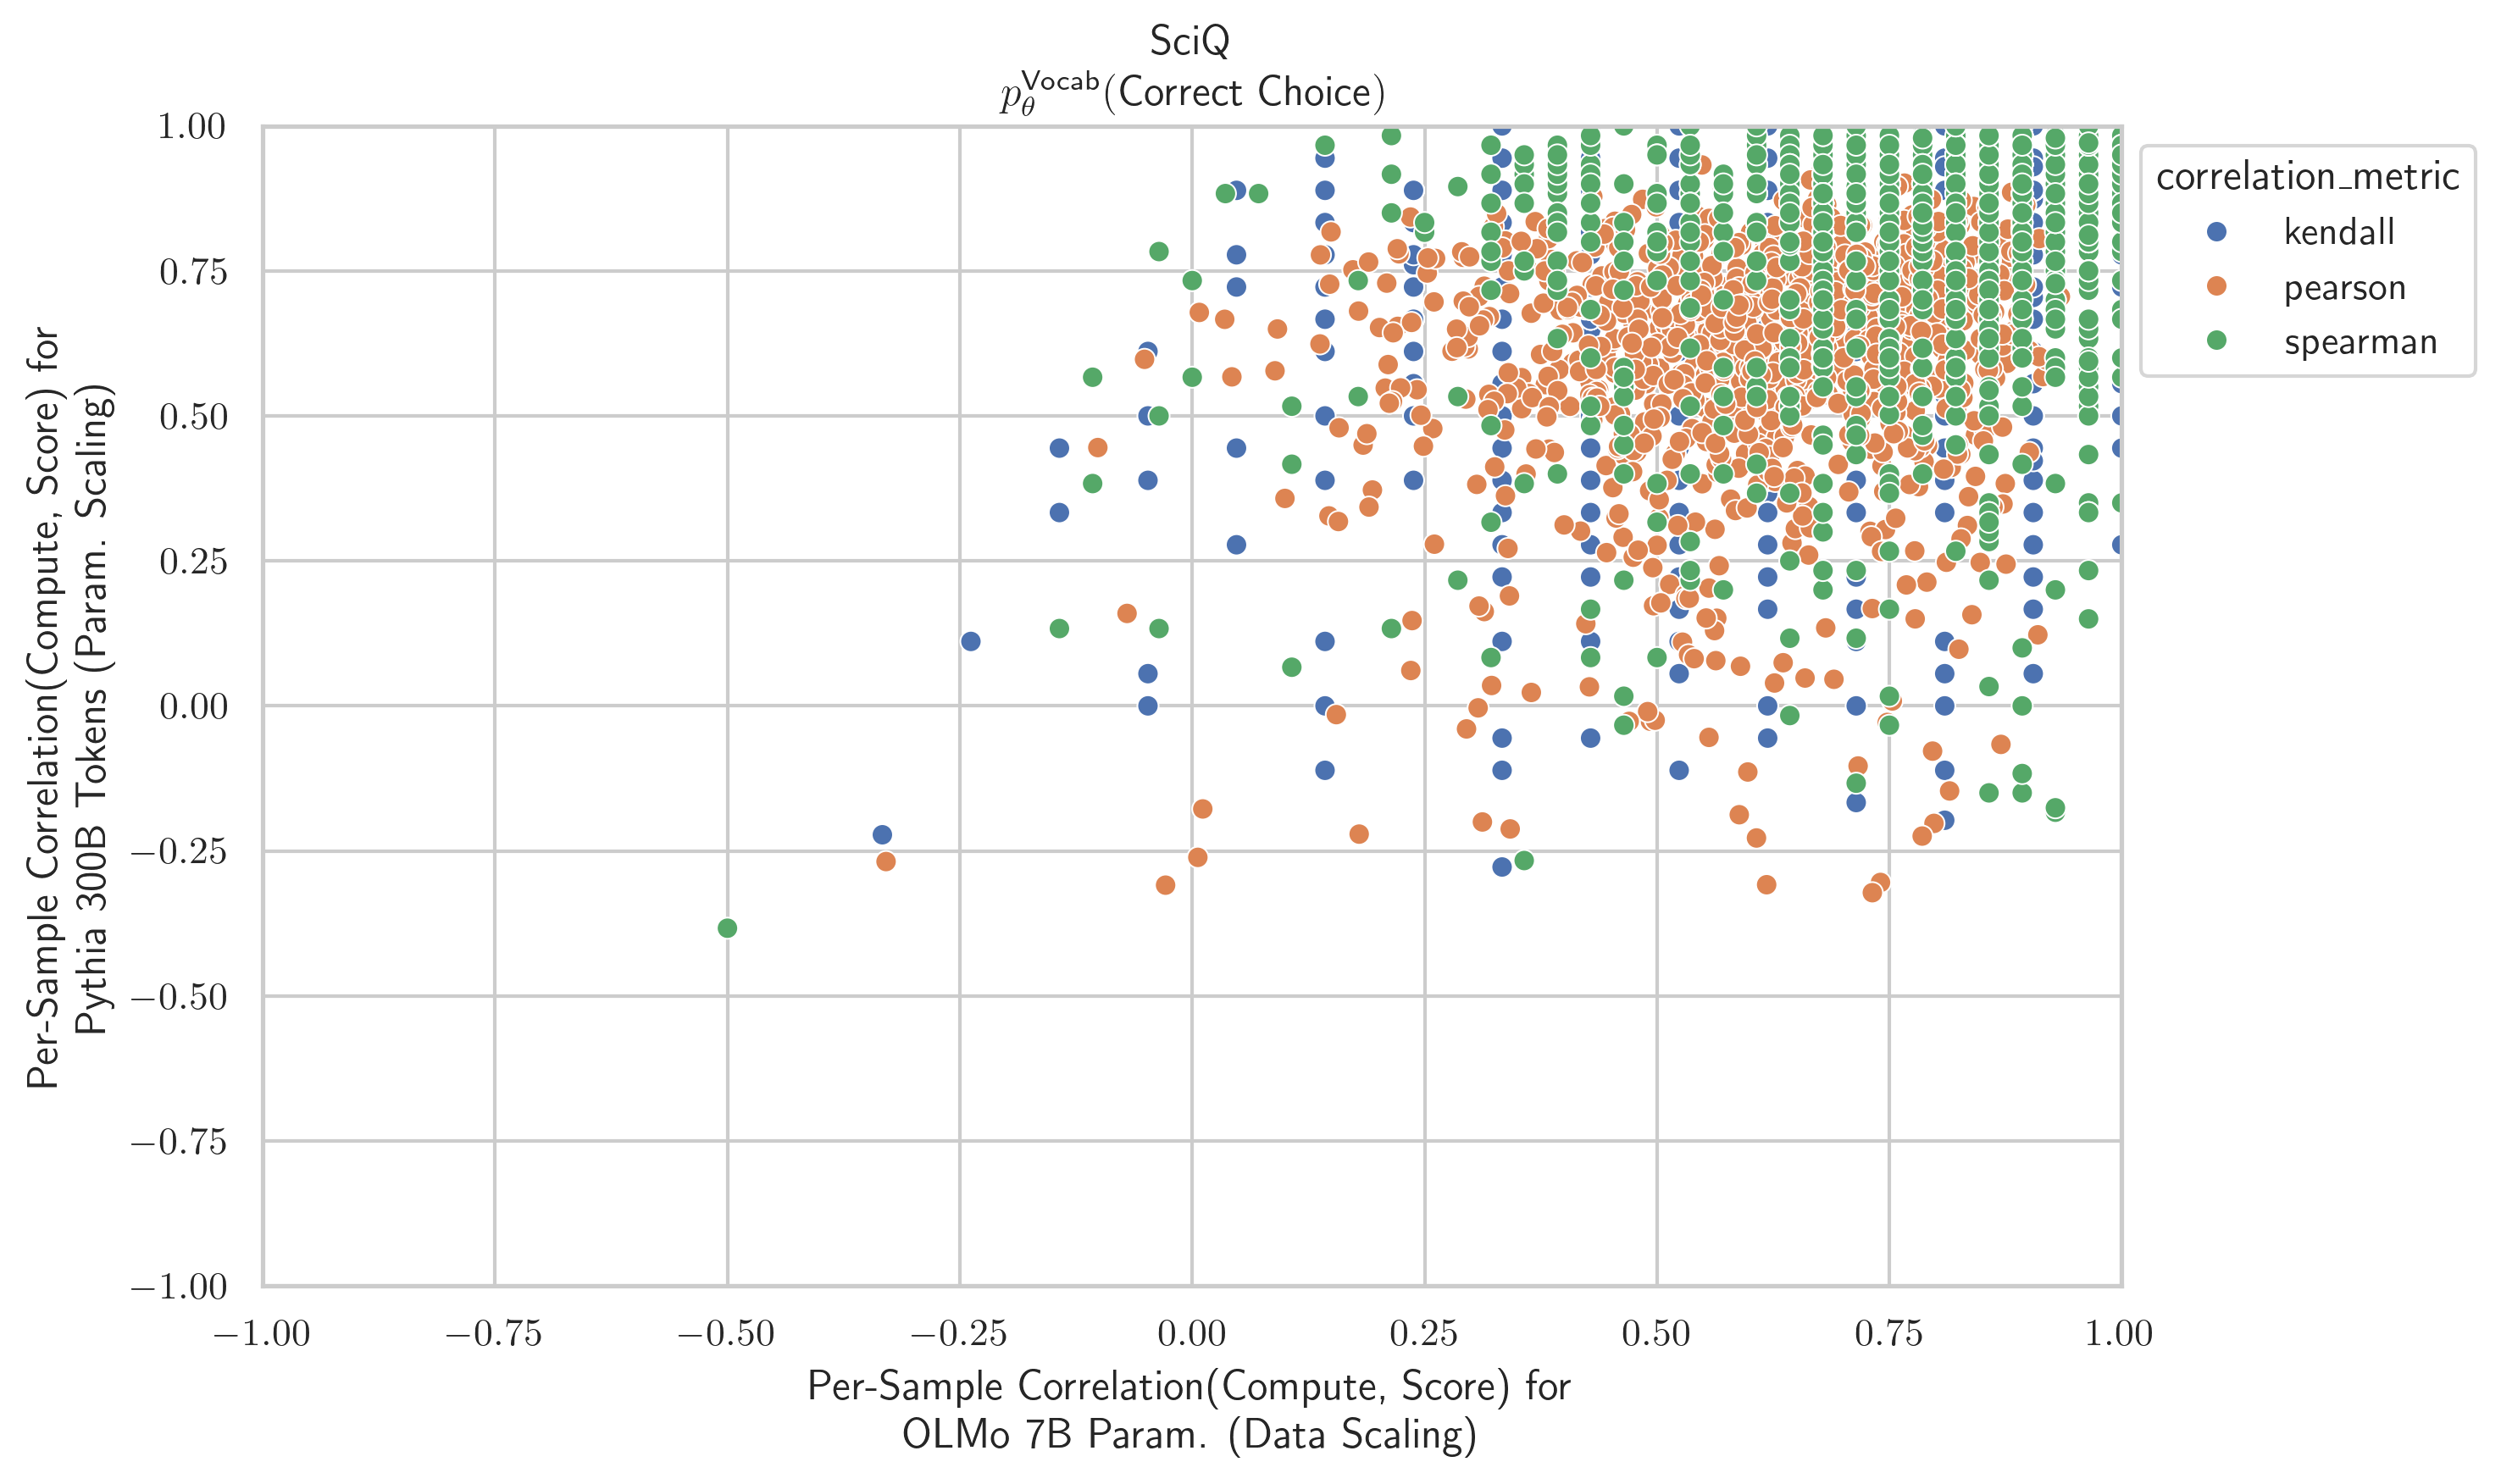 SciQ
p_θ^Vocab(Correct Choice)
1.00
0.75
0.50
0.25
0.00
−0.25
−0.50
−0.75
−1.00
Per-Sample Correlation(Compute, Score) for
Pythia 300B Tokens (Param. Scaling)
−1.00
−0.75
−0.50
−0.25
0.00
0.25
0.50
0.75
1.00
Per-Sample Correlation(Compute, Score) for
OLMo 7B Param. (Data Scaling)
correlation_metric
kendall
pearson
spearman